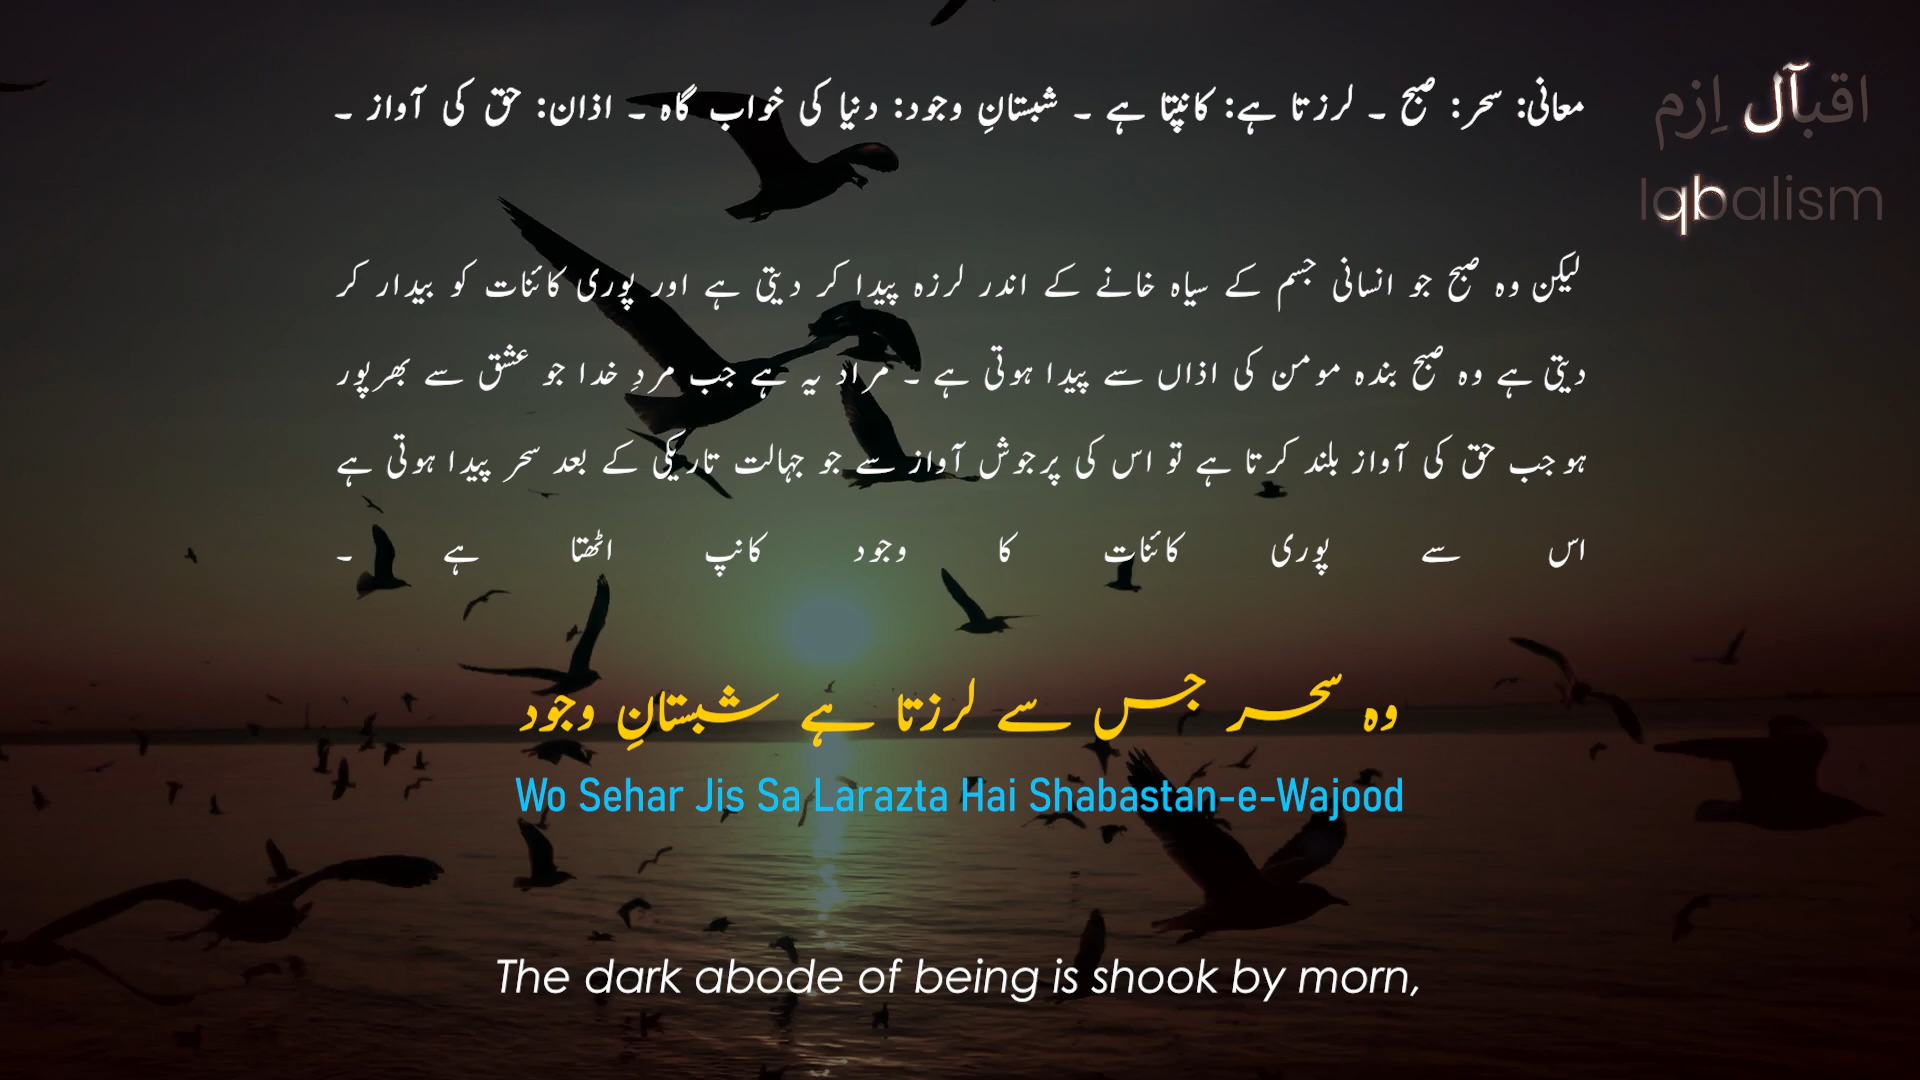 معانی: سحر: صبح ۔ لرزتا ہے: کانپتا ہے ۔ شبستانِ وجود: دنیا کی خواب گاہ ۔ اذان: حق کی آواز ۔
اقبآل اِزم
Iqbalism
لیکن وہ صبح جو انسانی جسم کے سیاہ خانے کے اندر لرزہ پیدا کر دیتی ہے اور پوری کائنات کو بیدار کر
دیتی ہے وہ صبح بندہ مومن کی اذاں سے پیدا ہوتی ہے ۔ مراد یہ ہے جب مردِ خدا جو عشق سے بھرپور
ہو جب حق کی آواز بلند کرتا ہے تو اس کی پرجوش آواز سے جو جہالت تاریکی کے بعد سحر پیدا ہوتی ہے
اس سے پوری کائنات کا وجود کانپ اٹھتا ہے ۔
وہ سحر جس سے لرزتا ہے شبستانِ وجود
Wo Sehar Jis Sa Larazta Hai Shabastan-e-Wajood
The dark abode of being is shook by morn,